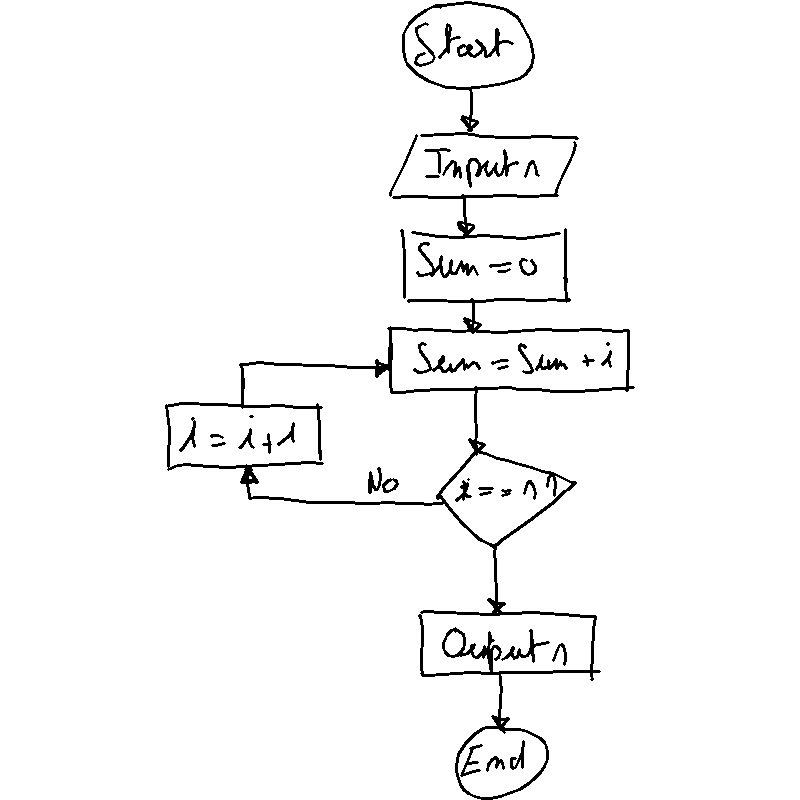 Start
Input n
Sum = 0
Sum = Sum + i
i = i + 1
No
i == n ?
Output n
End